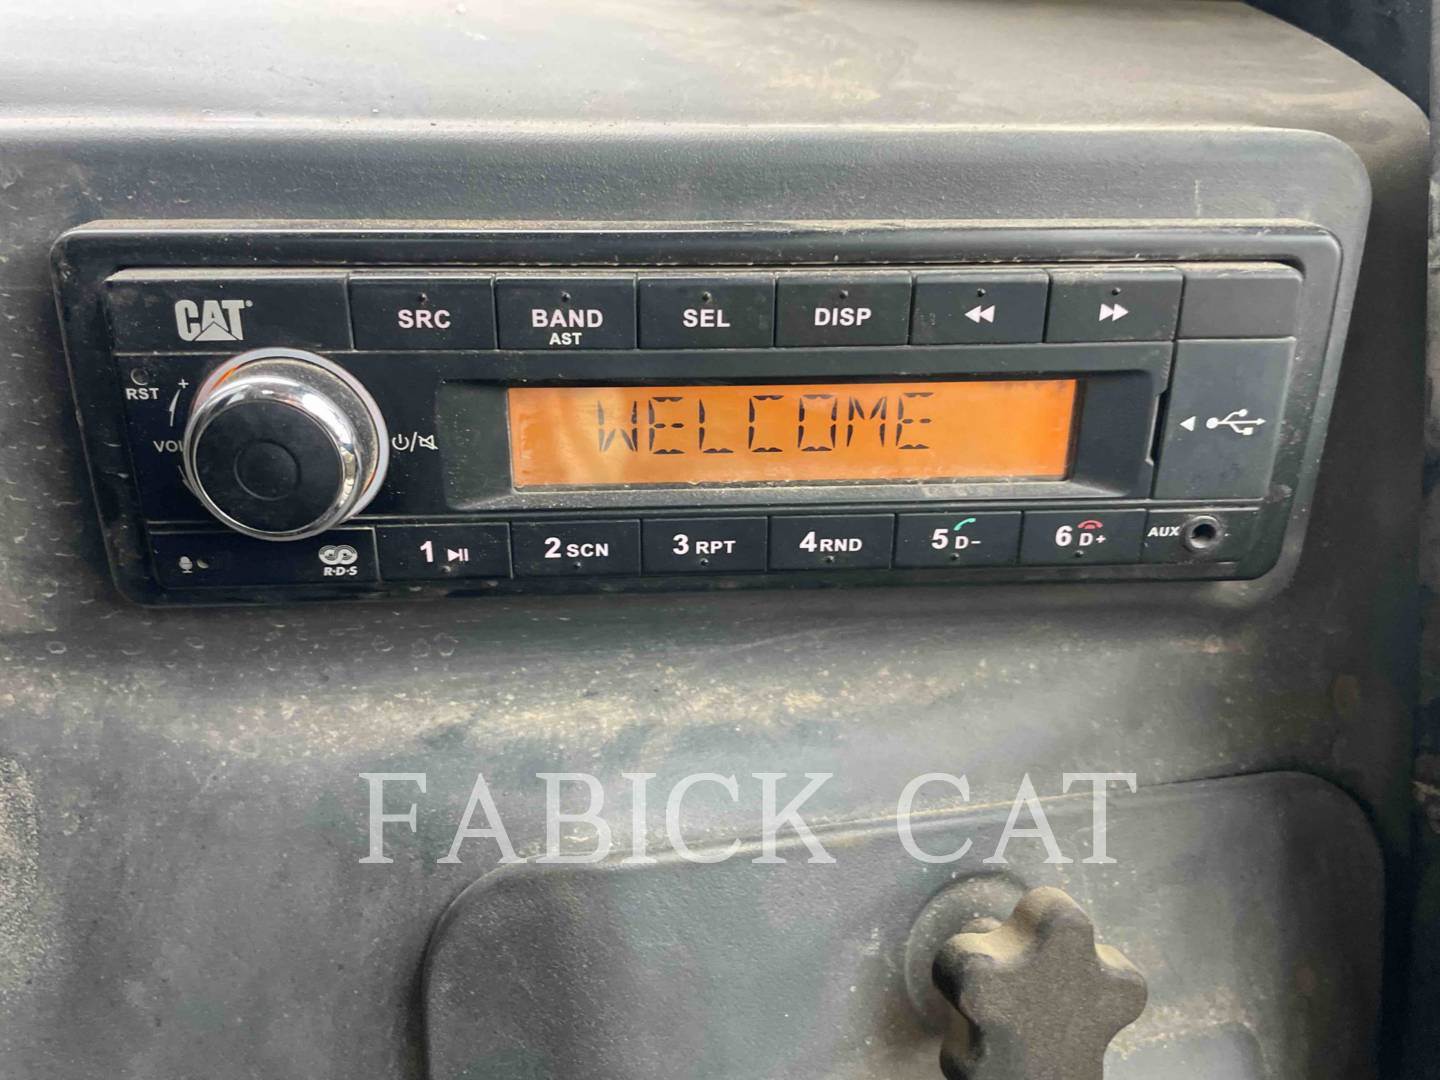 CAT
SRC
BAND
AST
SEL
DISP
RST
+
VOL
WELCOME
R·D·S
1
2 SCN
3 RPT
4 RND
5 D-
6 D+
AUX
FABICK CAT